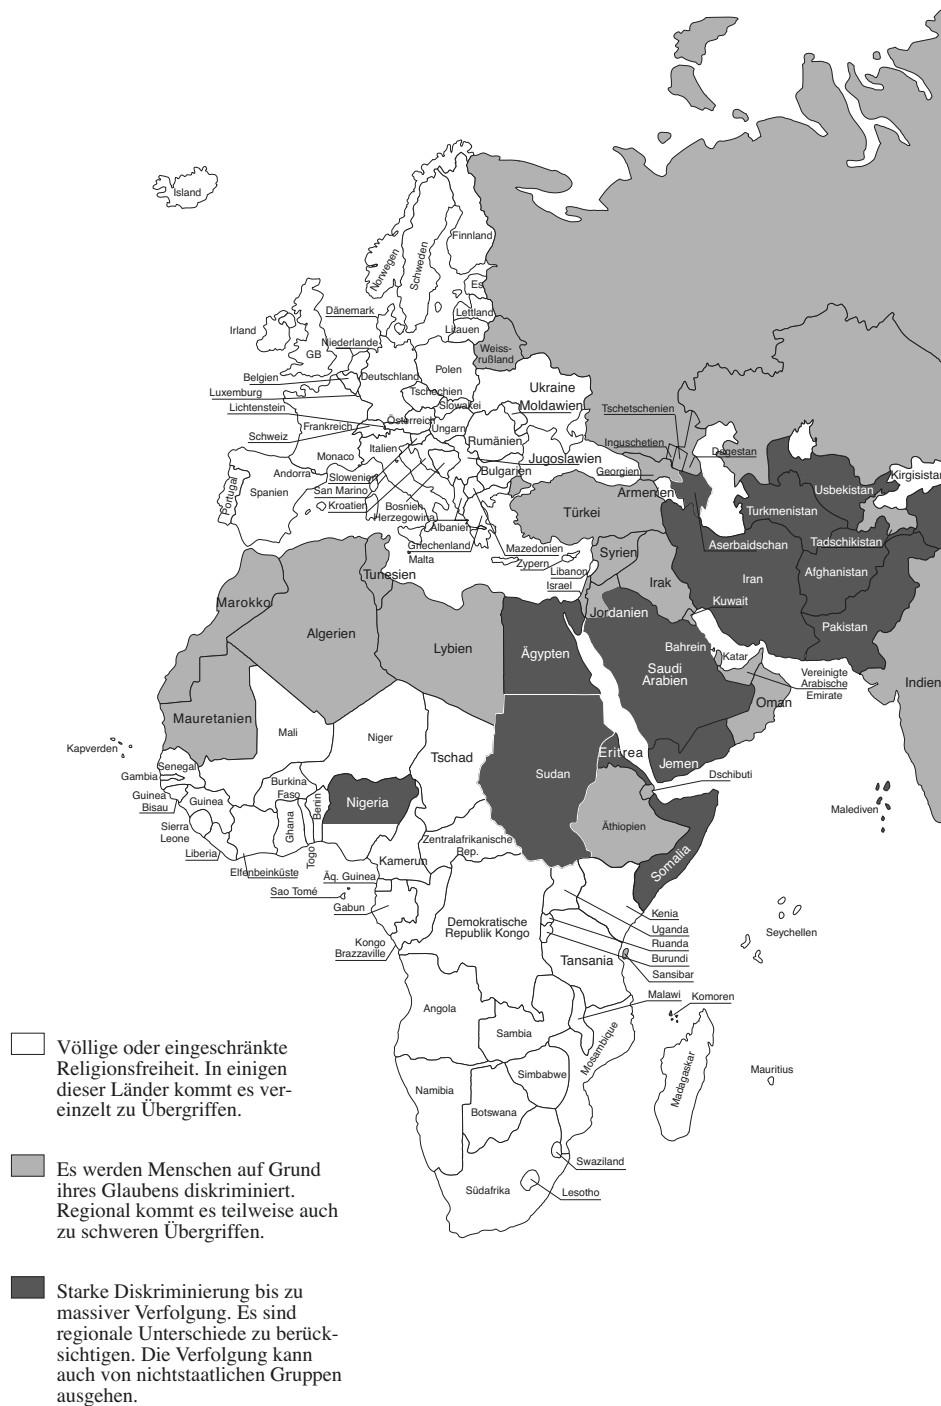 Island
Norwegen
Schweden
Finnland
Es
Lettland
Litauen
Dänemark
Irland
GB
Niederlande
Weiss-
rußland
Belgien
Luxemburg
Lichtenstein
Schweiz
Deutschland
Polen
Tschechien
Slowakei
Österreich
Ungarn
Ukraine
Moldawien
Frankreich
Rumänien
Italien
Monaco
Jugoslawien
Bulgarien
Andorra
Slowenien
San Marino
Kroatien
Portugal
Spanien
Bosnien
Herzegowina
Albanien
Griechenland
Malta
Mazedonien
Zypern
Libanon
Israel
Tschetschenien
Inguschetien
Dagestan
Georgien
Armenien
Türkei
Aserbaidschan
Usbekistan
Kirgisistan
Turkmenistan
Tadschikistan
Syrien
Irak
Iran
Afghanistan
Kuwait
Pakistan
Jordanien
Bahrein
Katar
Saudi
Arabien
Vereinigte
Arabische
Emirate
Oman
Indien
Jemen
Tunesien
Marokko
Algerien
Lybien
Ägypten
Mauretanien
Mali
Niger
Tschad
Sudan
Eritrea
Dschibuti
Äthiopien
Somalia
Malediven
Kapverden
Senegal
Gambia
Guinea
Bisau
Guinea
Sierra
Leone
Liberia
Burkina
Faso
Elfenbeinküste
Ghana
Togo
Benin
Nigeria
Kamerun
Zentralafrikanische
Rep.
Äq. Guinea
Sao Tomé
Gabun
Kongo
Brazzaville
Demokratische
Republik Kongo
Kenia
Uganda
Ruanda
Burundi
Sansibar
Tansania
Seychellen
Malawi
Komoren
Angola
Sambia
Mosambique
Madagaskar
Mauritius
Simbabwe
Namibia
Botswana
Swaziland
Südafrika
Lesotho
Völlige oder eingeschränkte
Religionsfreiheit. In einigen
dieser Länder kommt es ver-
einzelt zu Übergriffen.
Es werden Menschen auf Grund
ihres Glaubens diskriminiert.
Regional kommt es teilweise auch
zu schweren Übergriffen.
Starke Diskriminierung bis zu
massiver Verfolgung. Es sind
regionale Unterschiede zu berück-
sichtigen. Die Verfolgung kann
auch von nichtstaatlichen Gruppen
ausgehen.